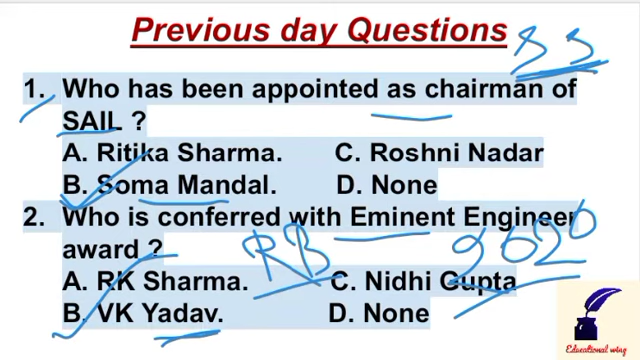 Previous day Questions
1. Who has been appointed as chairman of
SAIL ?
A. Ritika Sharma. C. Roshni Nadar
B. Soma Mandal. D. None
2. Who is conferred with Eminent Engineer
award ?
A. RK Sharma. C. Nidhi Gupta
B. VK Yadav. D. None
RB 2020
Educational wing